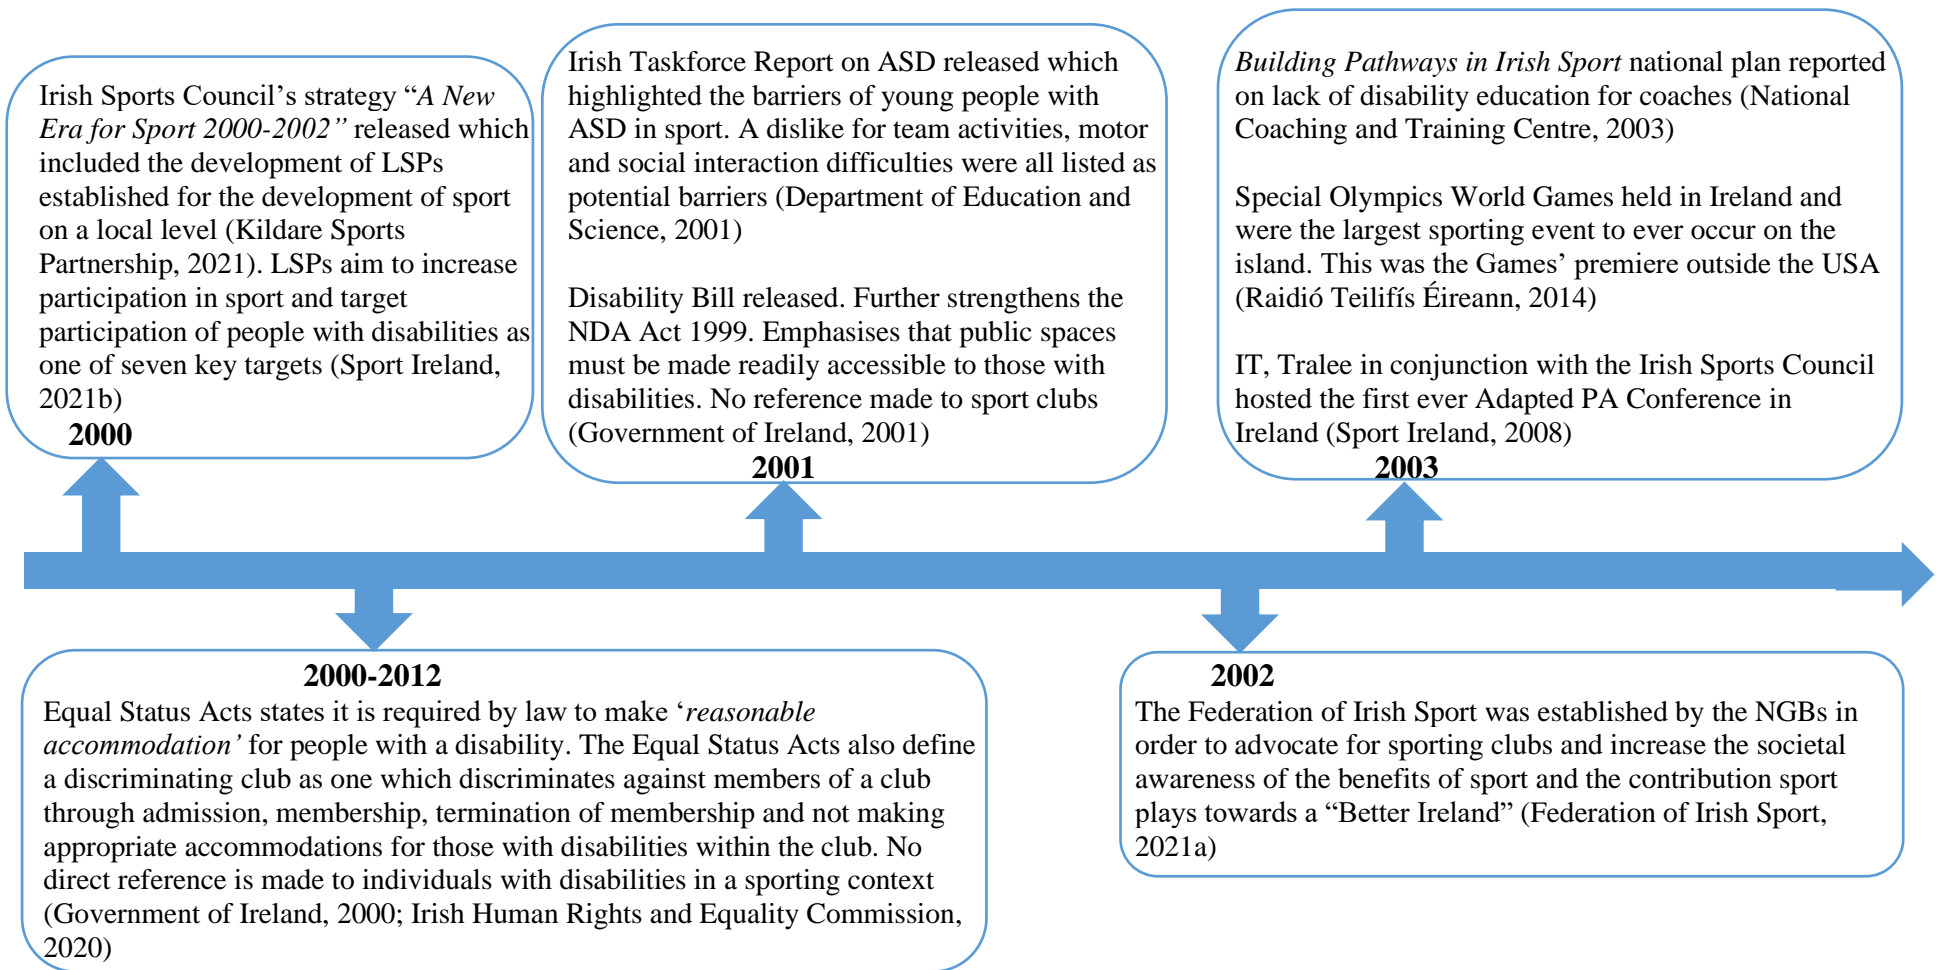 Irish Sports Council’s strategy “A New
Era for Sport 2000-2002” released which
included the development of LSPs
established for the development of sport
on a local level (Kildare Sports
Partnership, 2021). LSPs aim to increase
participation in sport and target
participation of people with disabilities as
one of seven key targets (Sport Ireland,
2021b)
2000
Irish Taskforce Report on ASD released which
highlighted the barriers of young people with
ASD in sport. A dislike for team activities, motor
and social interaction difficulties were all listed as
potential barriers (Department of Education and
Science, 2001)
Disability Bill released. Further strengthens the
NDA Act 1999. Emphasises that public spaces
must be made readily accessible to those with
disabilities. No reference made to sport clubs
(Government of Ireland, 2001)
2001
Building Pathways in Irish Sport national plan reported
on lack of disability education for coaches (National
Coaching and Training Centre, 2003)
Special Olympics World Games held in Ireland and
were the largest sporting event to ever occur on the
island. This was the Games’ premiere outside the USA
(Raidió Teilifís Éireann, 2014)
IT, Tralee in conjunction with the Irish Sports Council
hosted the first ever Adapted PA Conference in
Ireland (Sport Ireland, 2008)
2003
2000-2012
Equal Status Acts states it is required by law to make ‘reasonable
accommodation’ for people with a disability. The Equal Status Acts also define
a discriminating club as one which discriminates against members of a club
through admission, membership, termination of membership and not making
appropriate accommodations for those with disabilities within the club. No
direct reference is made to individuals with disabilities in a sporting context
(Government of Ireland, 2000; Irish Human Rights and Equality Commission,
2020)
2002
The Federation of Irish Sport was established by the NGBs in
order to advocate for sporting clubs and increase the societal
awareness of the benefits of sport and the contribution sport
plays towards a “Better Ireland” (Federation of Irish Sport,
2021a)